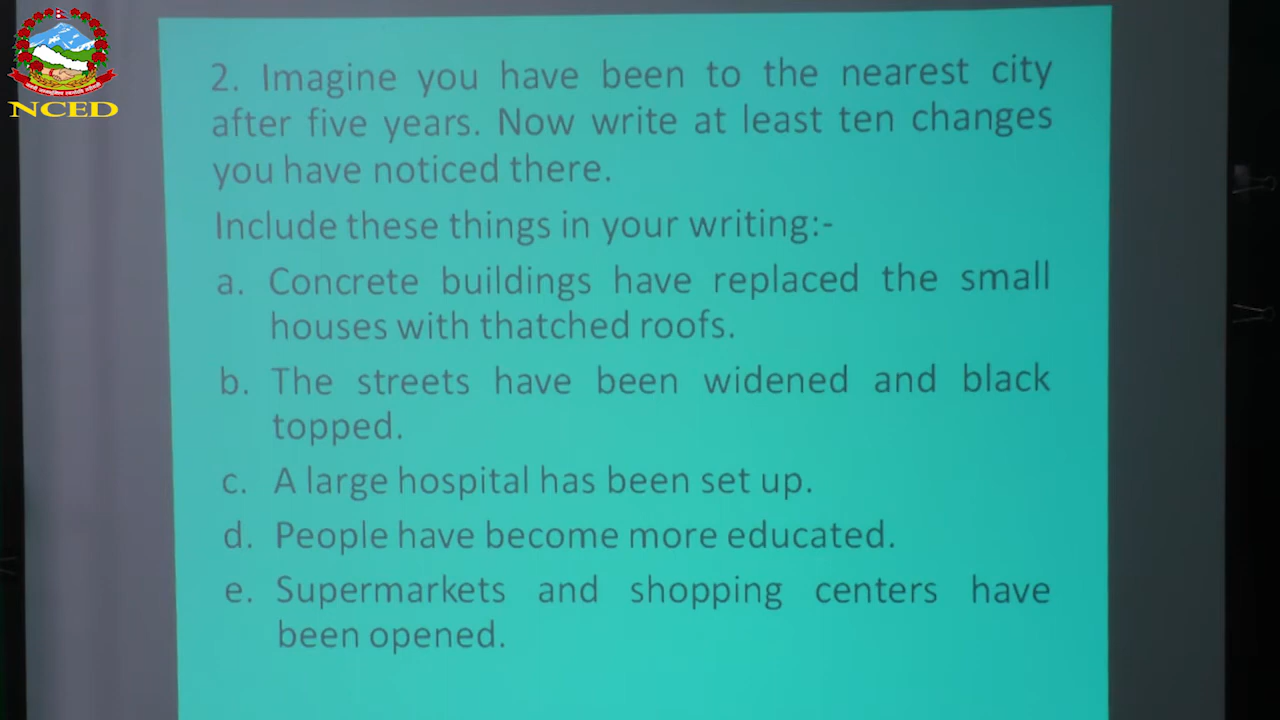 NCED
2. Imagine you have been to the nearest city
after five years. Now write at least ten changes
you have noticed there.
Include these things in your writing:-
a. Concrete buildings have replaced the small
houses with thatched roofs.
b. The streets have been widened and black
topped.
c. A large hospital has been set up.
d. People have become more educated.
e. Supermarkets and shopping centers have
been opened.